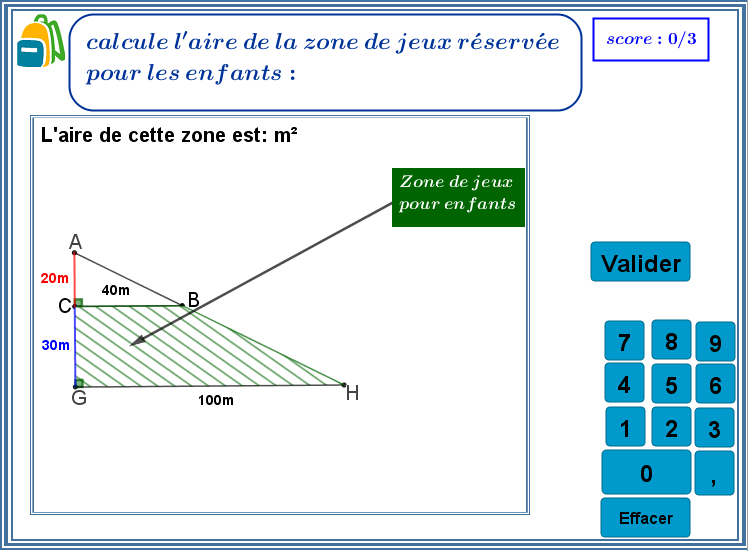 calcule l'aire de la zone de jeux réservée
pour les enfants :
score : 0/3
L'aire de cette zone est: m²
Zone de jeux
pour enfants
A
20m
40m
C
B
30m
G
100m
H
Valider
7 8 9
4 5 6
1 2 3
0 ,
Effacer